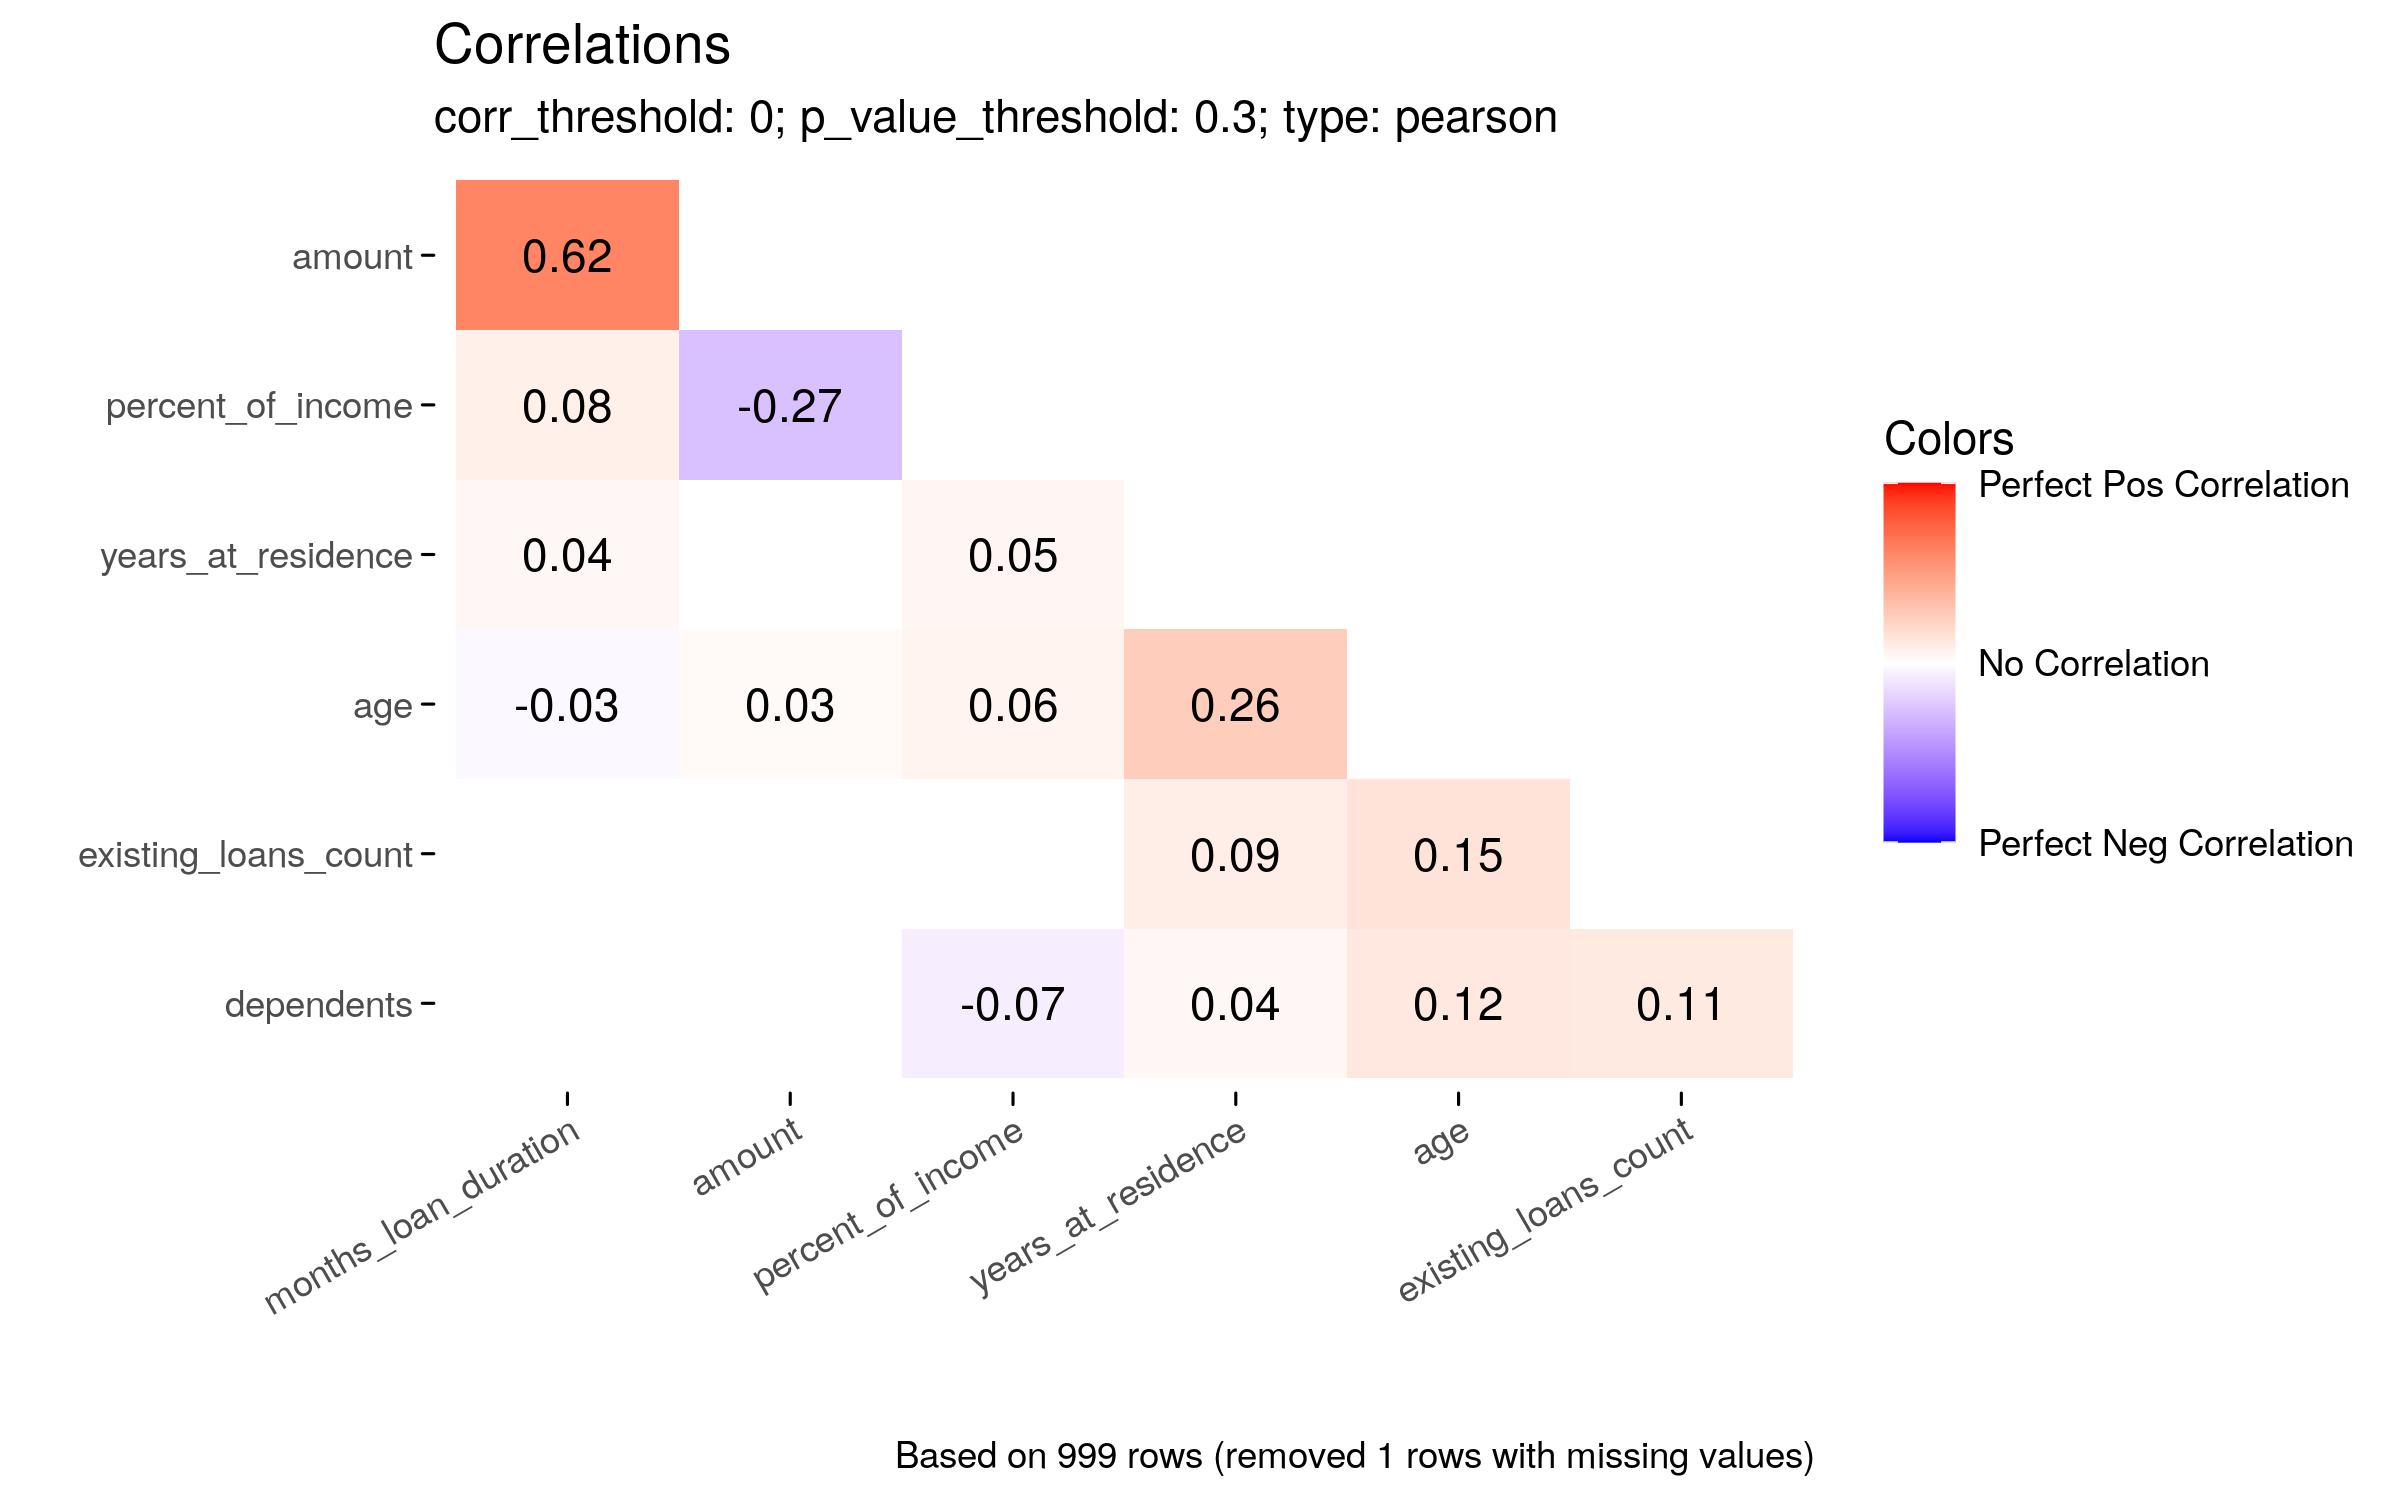 Correlations
corr_threshold: 0; p_value_threshold: 0.3; type: pearson
amount
0.62
percent_of_income
0.08
-0.27
years_at_residence
0.04
0.05
age
-0.03
0.03
0.06
0.26
existing_loans_count
0.09
0.15
dependents
-0.07
0.04
0.12
0.11
months_loan_duration
amount
percent_of_income
years_at_residence
age
existing_loans_count
Colors
Perfect Pos Correlation
No Correlation
Perfect Neg Correlation
Based on 999 rows (removed 1 rows with missing values)